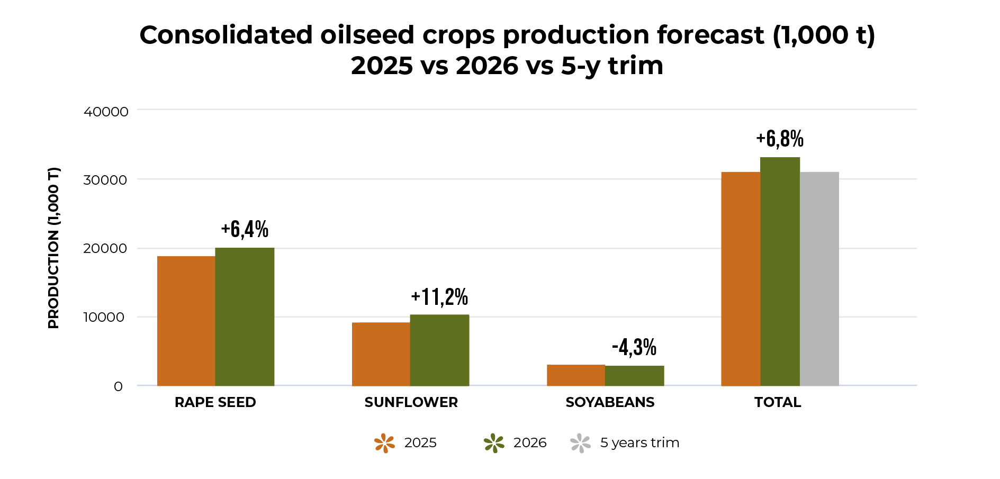 Consolidated oilseed crops production forecast (1,000 t)
2025 vs 2026 vs 5-y trim
PRODUCTION (1,000 T)
40000
30000
20000
10000
0
+6,4%
+11,2%
-4,3%
+6,8%
RAPE SEED
SUNFLOWER
SOYABEANS
TOTAL
2025
2026
5 years trim